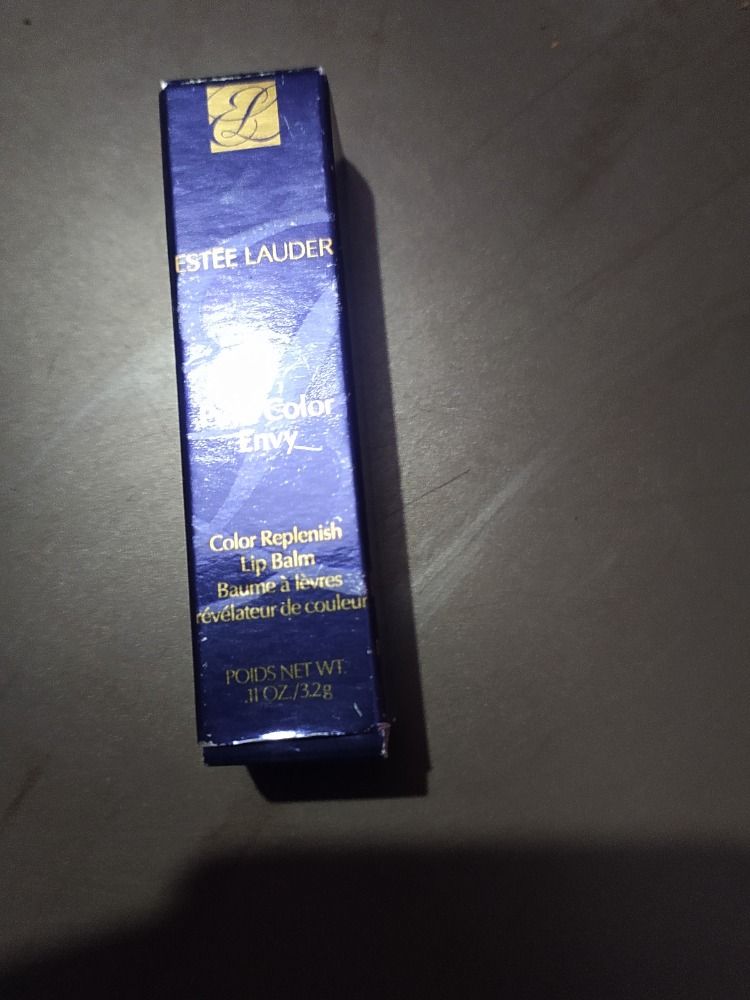 ESTĒE LAUDER
Color
Envy
Color Replenish
Lip Balm
Baume à lèvres
révélateur de couleur
POIDS NET WT.
.11 OZ./3.2g